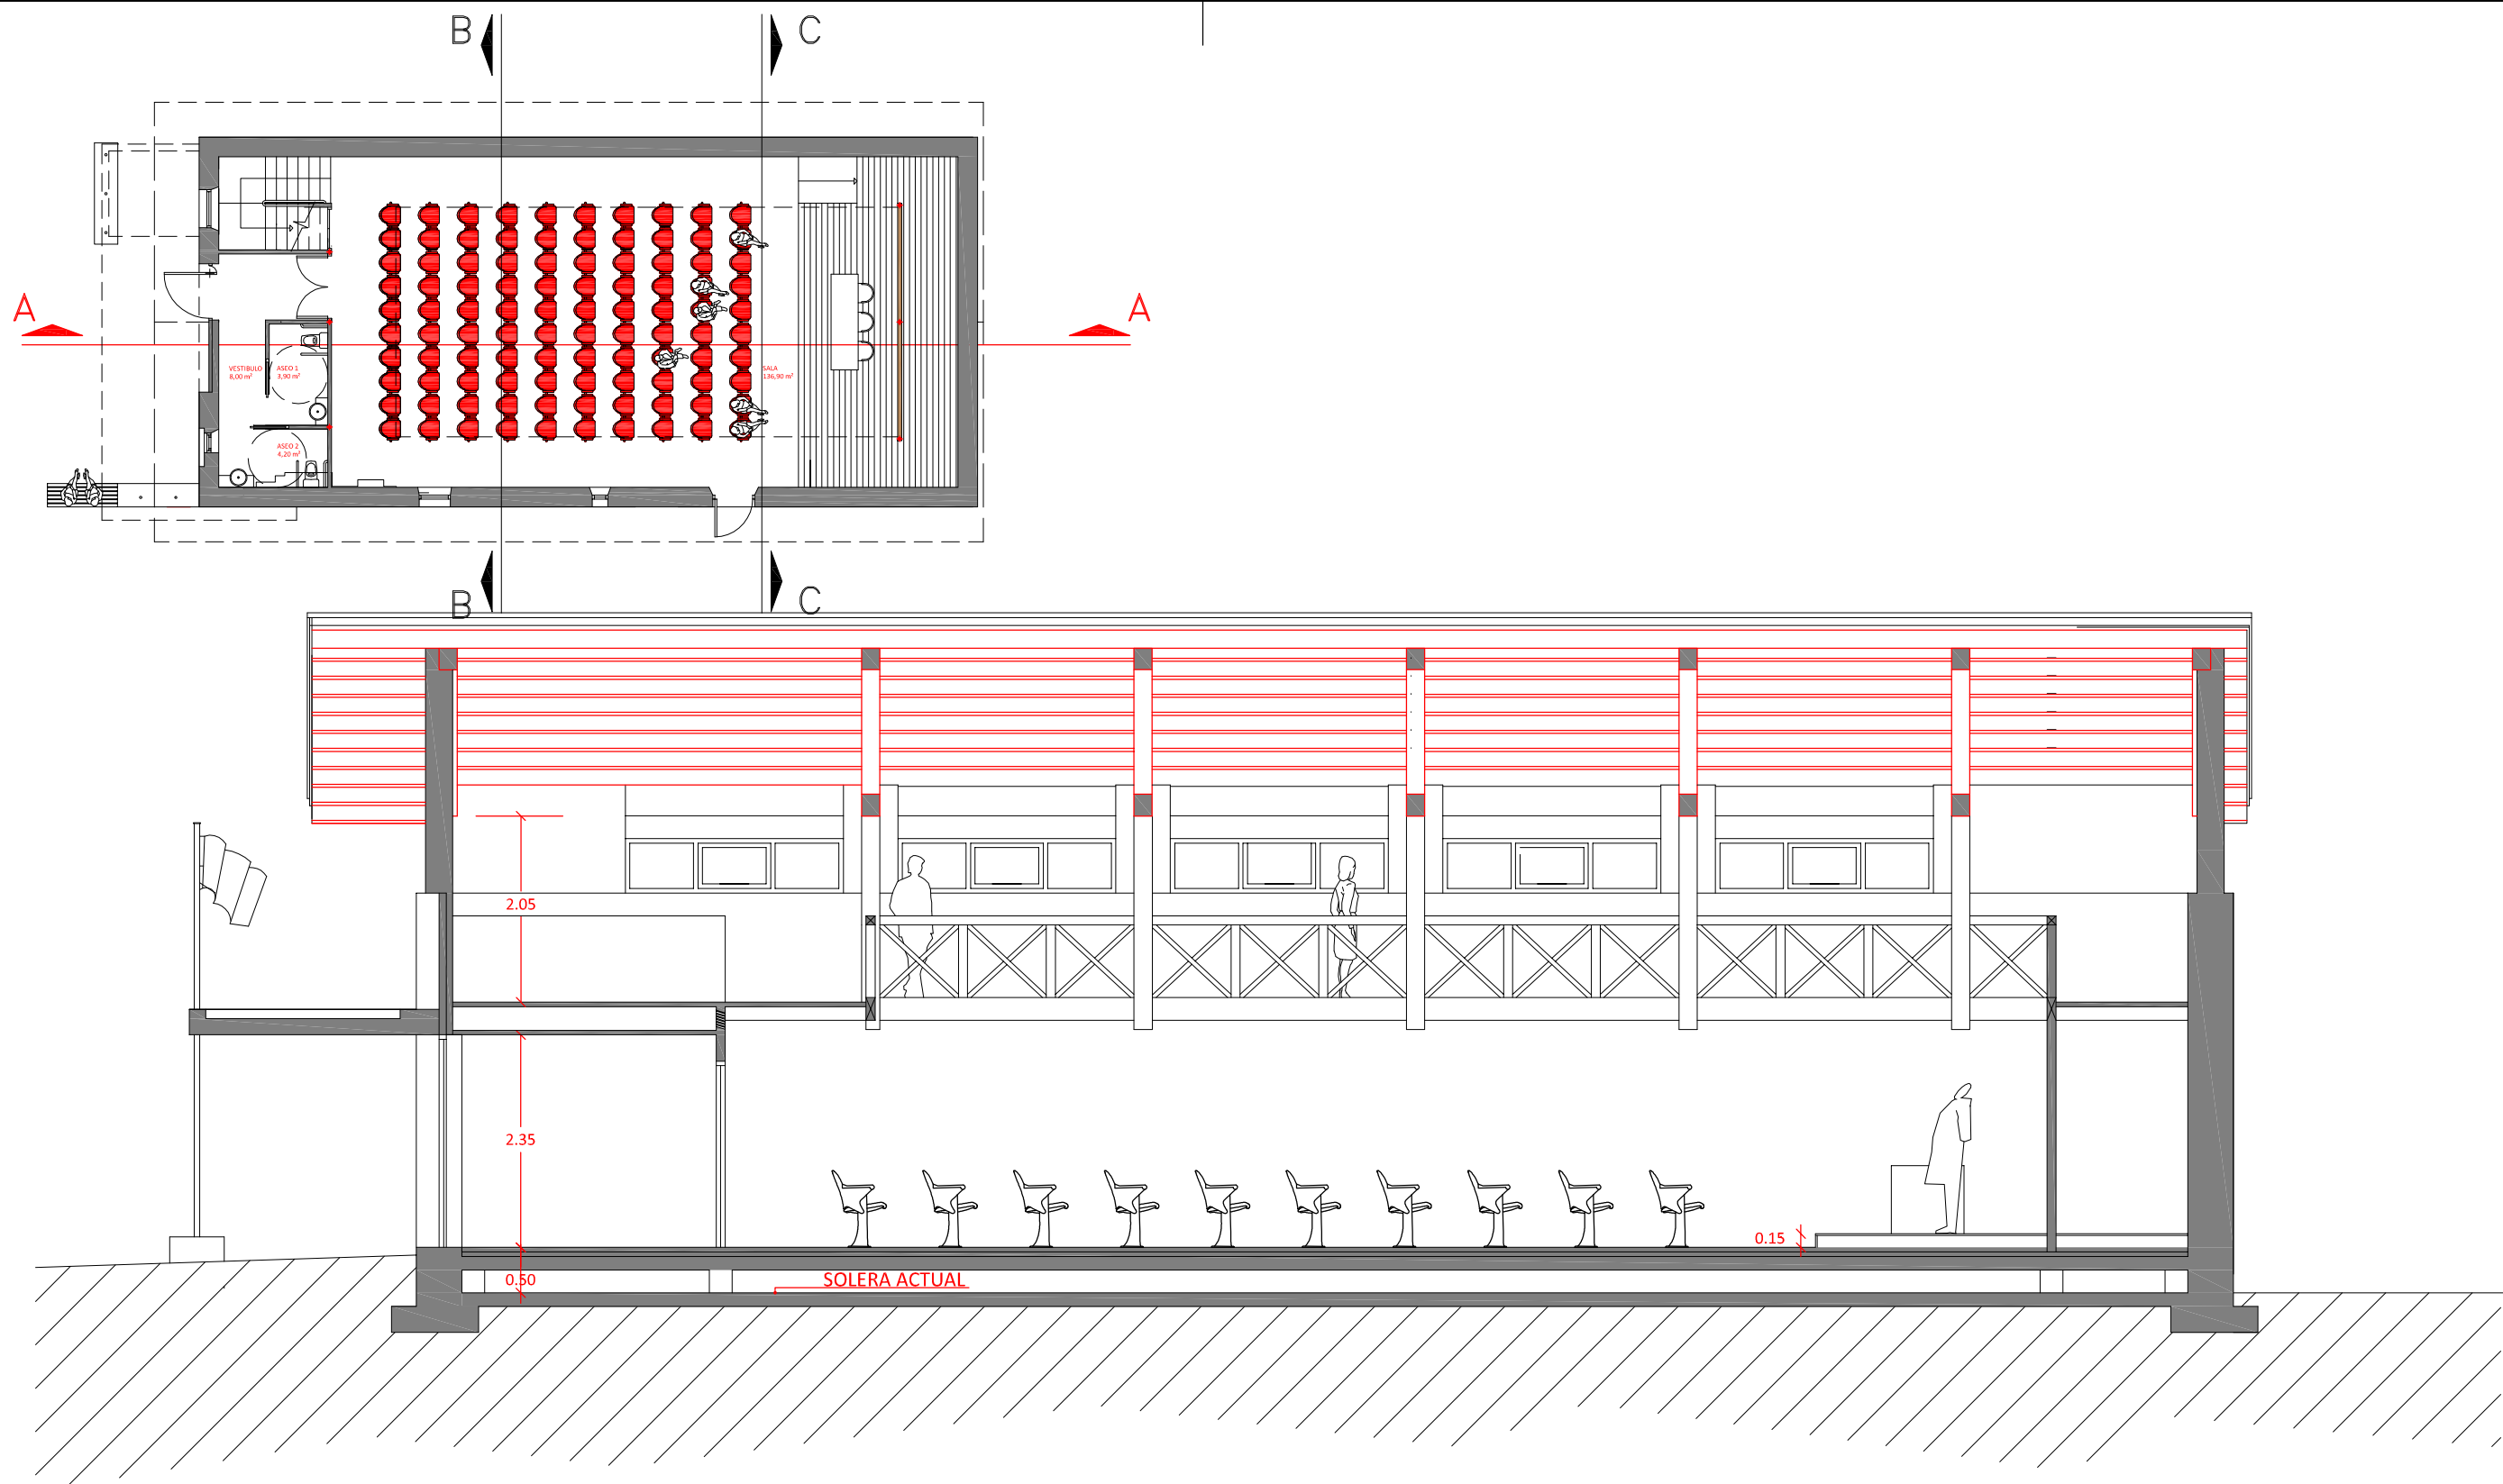 B
C
A
A
VESTIBULO
8,00 m²
ASEO 1
3,90 m²
SALA
136,90 m²
ASEO 2
4,20 m²
B
C
2.05
2.35
0.15
0.50
SOLERA ACTUAL